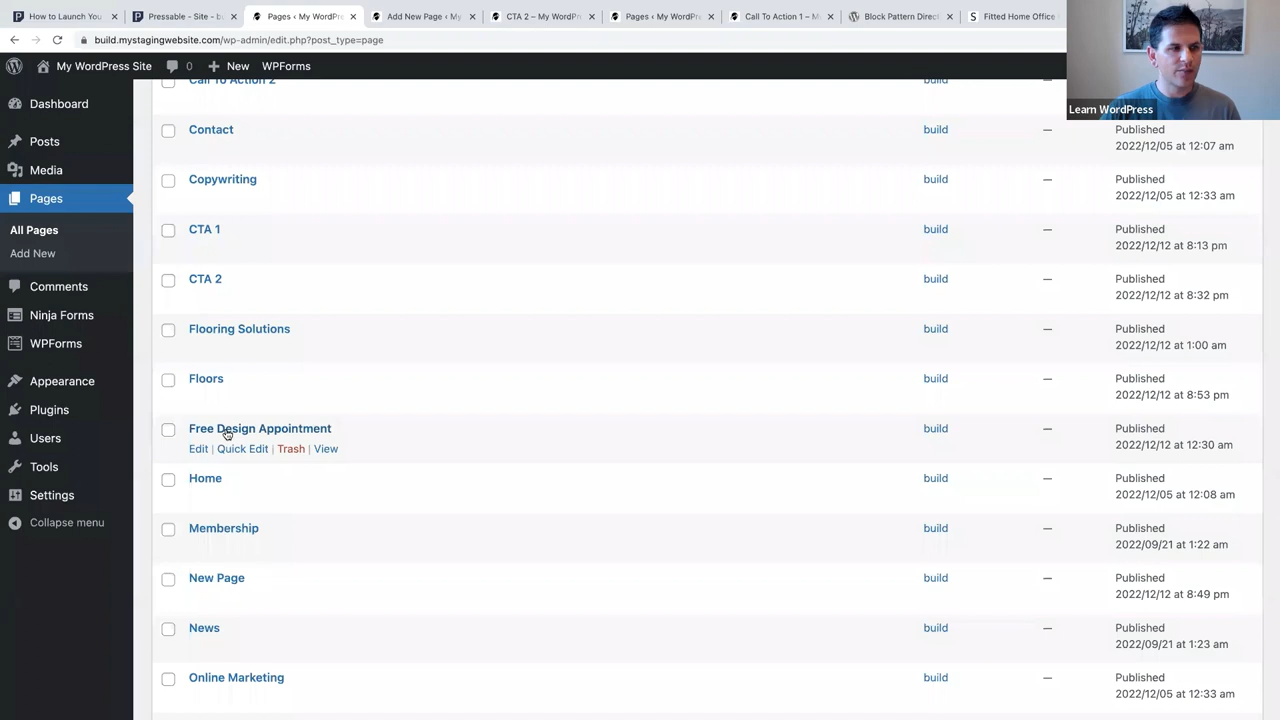 How to Launch You
Pressable - Site - b
Pages ‹ My WordPre
Add New Page ‹ My
CTA 2 – My WordPr
Pages ‹ My WordPre
Call To Action 1 – M
Block Pattern Direc
Fitted Home Office
build.mystagingwebsite.com/wp-admin/edit.php?post_type=page
My WordPress Site 0 + New WPForms
Learn WordPress
Dashboard
Posts
Media
Pages
All Pages
Add New
Comments
Ninja Forms
WPForms
Appearance
Plugins
Users
Tools
Settings
Collapse menu
Call To Action 2 build —
Contact build — Published
2022/12/05 at 12:07 am
Copywriting build — Published
2022/12/05 at 12:33 am
CTA 1 build — Published
2022/12/12 at 8:13 pm
CTA 2 build — Published
2022/12/12 at 8:32 pm
Flooring Solutions build — Published
2022/12/12 at 1:00 am
Floors build — Published
2022/12/12 at 8:53 pm
Free Design Appointment build — Published
Edit | Quick Edit | Trash | View 2022/12/12 at 12:30 am
Home build — Published
2022/12/05 at 12:08 am
Membership build — Published
2022/09/21 at 1:22 am
New Page build — Published
2022/12/12 at 8:49 pm
News build — Published
2022/09/21 at 1:23 am
Online Marketing build — Published
2022/12/05 at 12:33 am